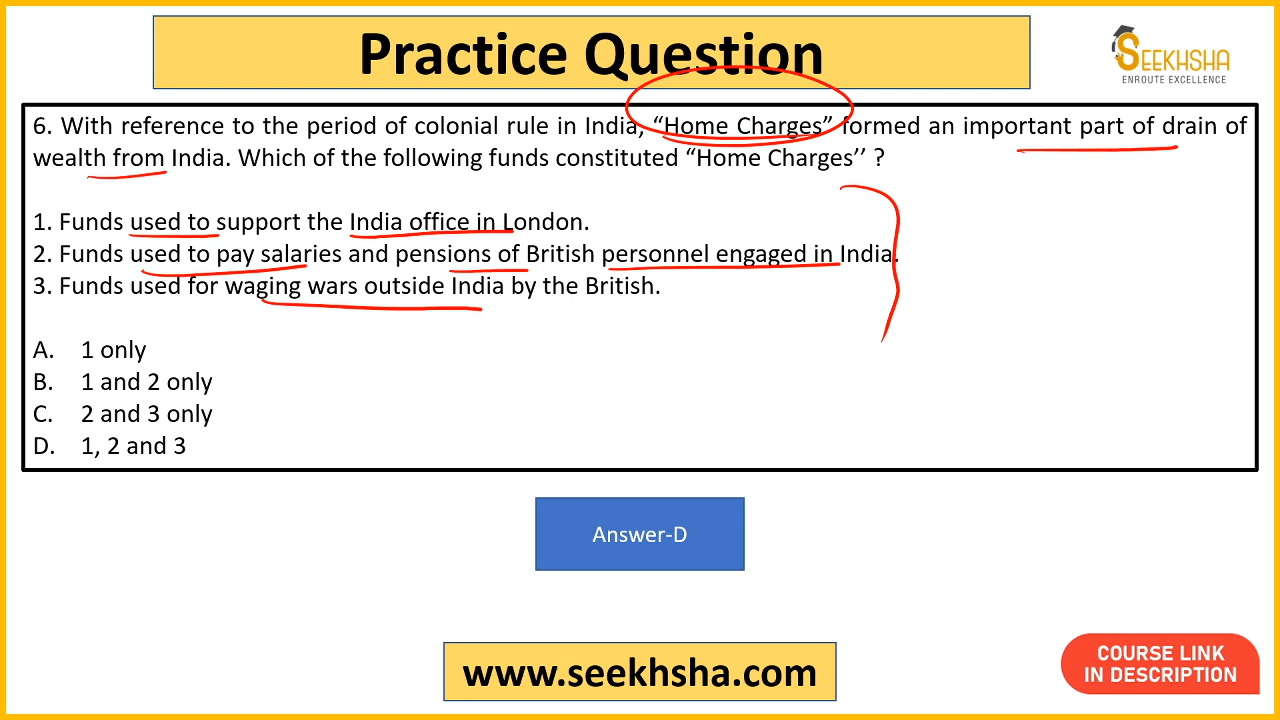 Practice Question
SEEKHSHA
ENROUTE EXCELLENCE
6. With reference to the period of colonial rule in India, “Home Charges” formed an important part of drain of
wealth from India. Which of the following funds constituted “Home Charges’’ ?
1. Funds used to support the India office in London.
2. Funds used to pay salaries and pensions of British personnel engaged in India.
3. Funds used for waging wars outside India by the British.
A. 1 only
B. 1 and 2 only
C. 2 and 3 only
D. 1, 2 and 3
Answer-D
www.seekhsha.com
COURSE LINK
IN DESCRIPTION